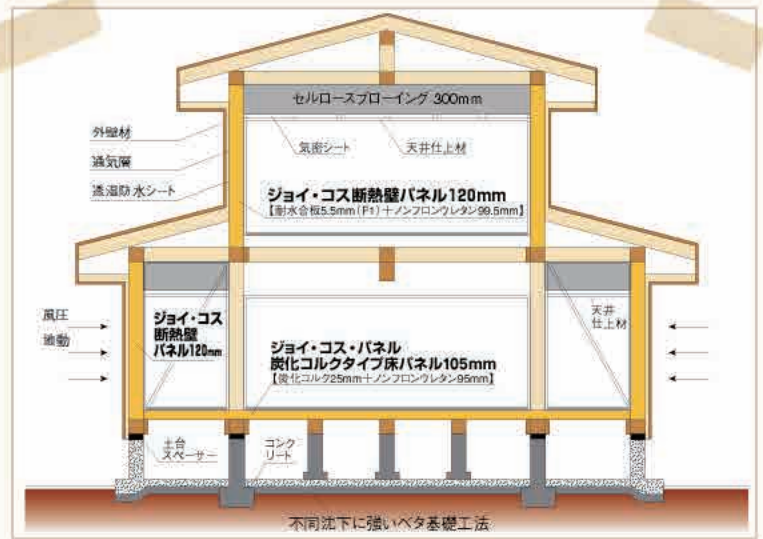 セルロースブローイング 300mm
外壁材
気密シート
天井仕上材
通気層
透湿防水シート
ジョイ・コス断熱壁パネル120mm
【耐水合板5.5mm(F1)+ノンフロンウレタン99.5mm】
風圧
地動
ジョイ・コス
断熱壁
パネル120mm
天井
仕上材
ジョイ・コス・パネル
炭化コルクタイプ床パネル105mm
【炭化コルク25mm+ノンフロンウレタン95mm】
土台
スペーサー
コンク
リート
不同沈下に強いベタ基礎工法